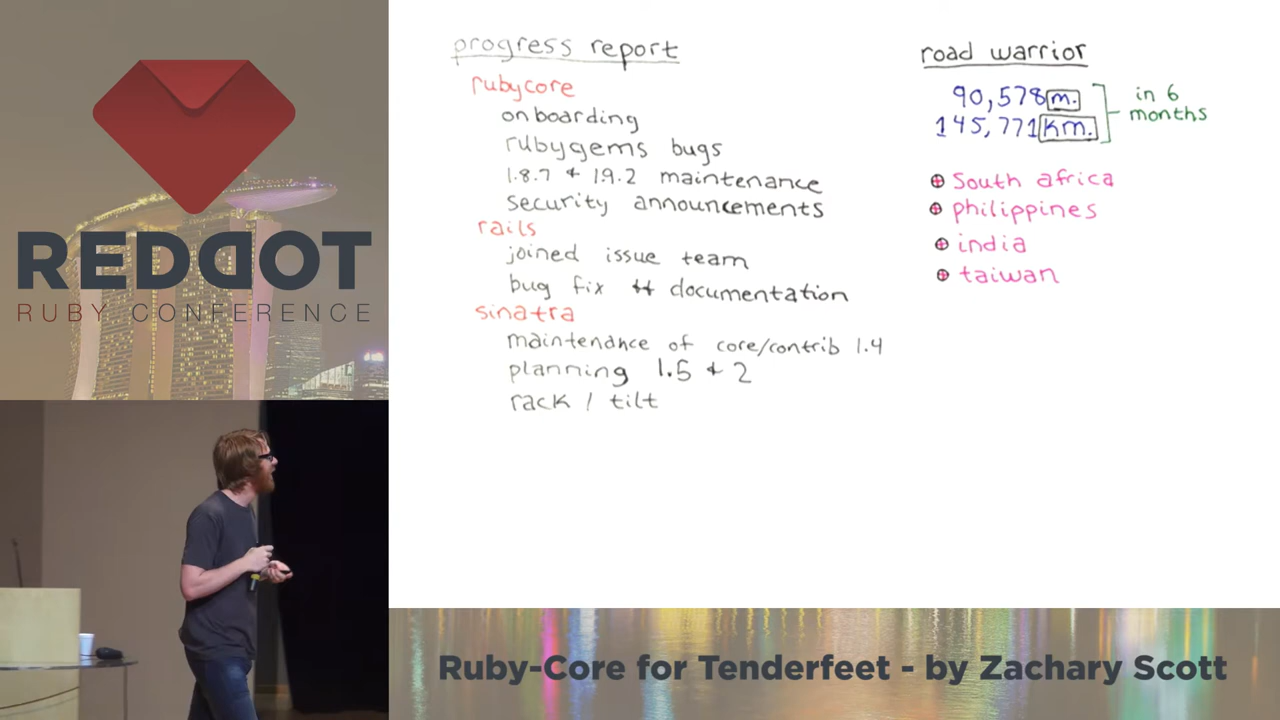 REDDOT
RUBY CONFERENCE
progress report
rubycore
onboarding
rubygems bugs
1.8.7 & 1.9.2 maintenance
security announcements
rails
joined issue team
bug fix & documentation
sinatra
maintenance of core/contrib 1.4
planning 1.5 & 2
rack / tilt
road warrior
90,578 m.
145,771 km.
in 6
months
South africa
philippines
india
taiwan
Ruby-Core for Tenderfeet - by Zachary Scott